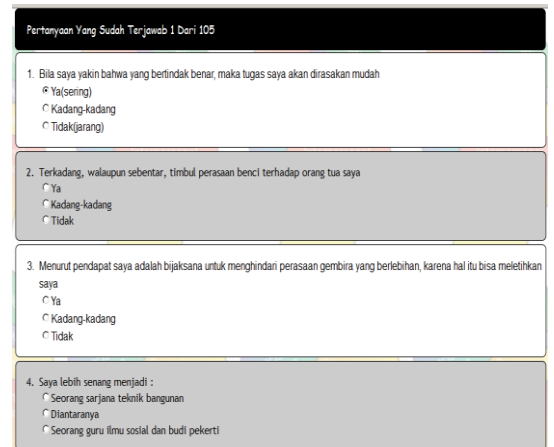 Pertanyaan Yang Sudah Terjawab 1 Dari 105
1. Bila saya yakin bahwa yang bertindak benar, maka tugas saya akan dirasakan mudah
Ya(sering)
Kadang-kadang
Tidak(jarang)
2. Terkadang, walaupun sebentar, timbul perasaan benci terhadap orang tua saya
Ya
Kadang-kadang
Tidak
3. Menurut pendapat saya adalah bijaksana untuk menghindari perasaan gembira yang berlebihan, karena hal itu bisa meletihkan
saya
Ya
Kadang-kadang
Tidak
4. Saya lebih senang menjadi :
Seorang sarjana teknik bangunan
Diantaranya
Seorang guru ilmu sosial dan budi pekerti